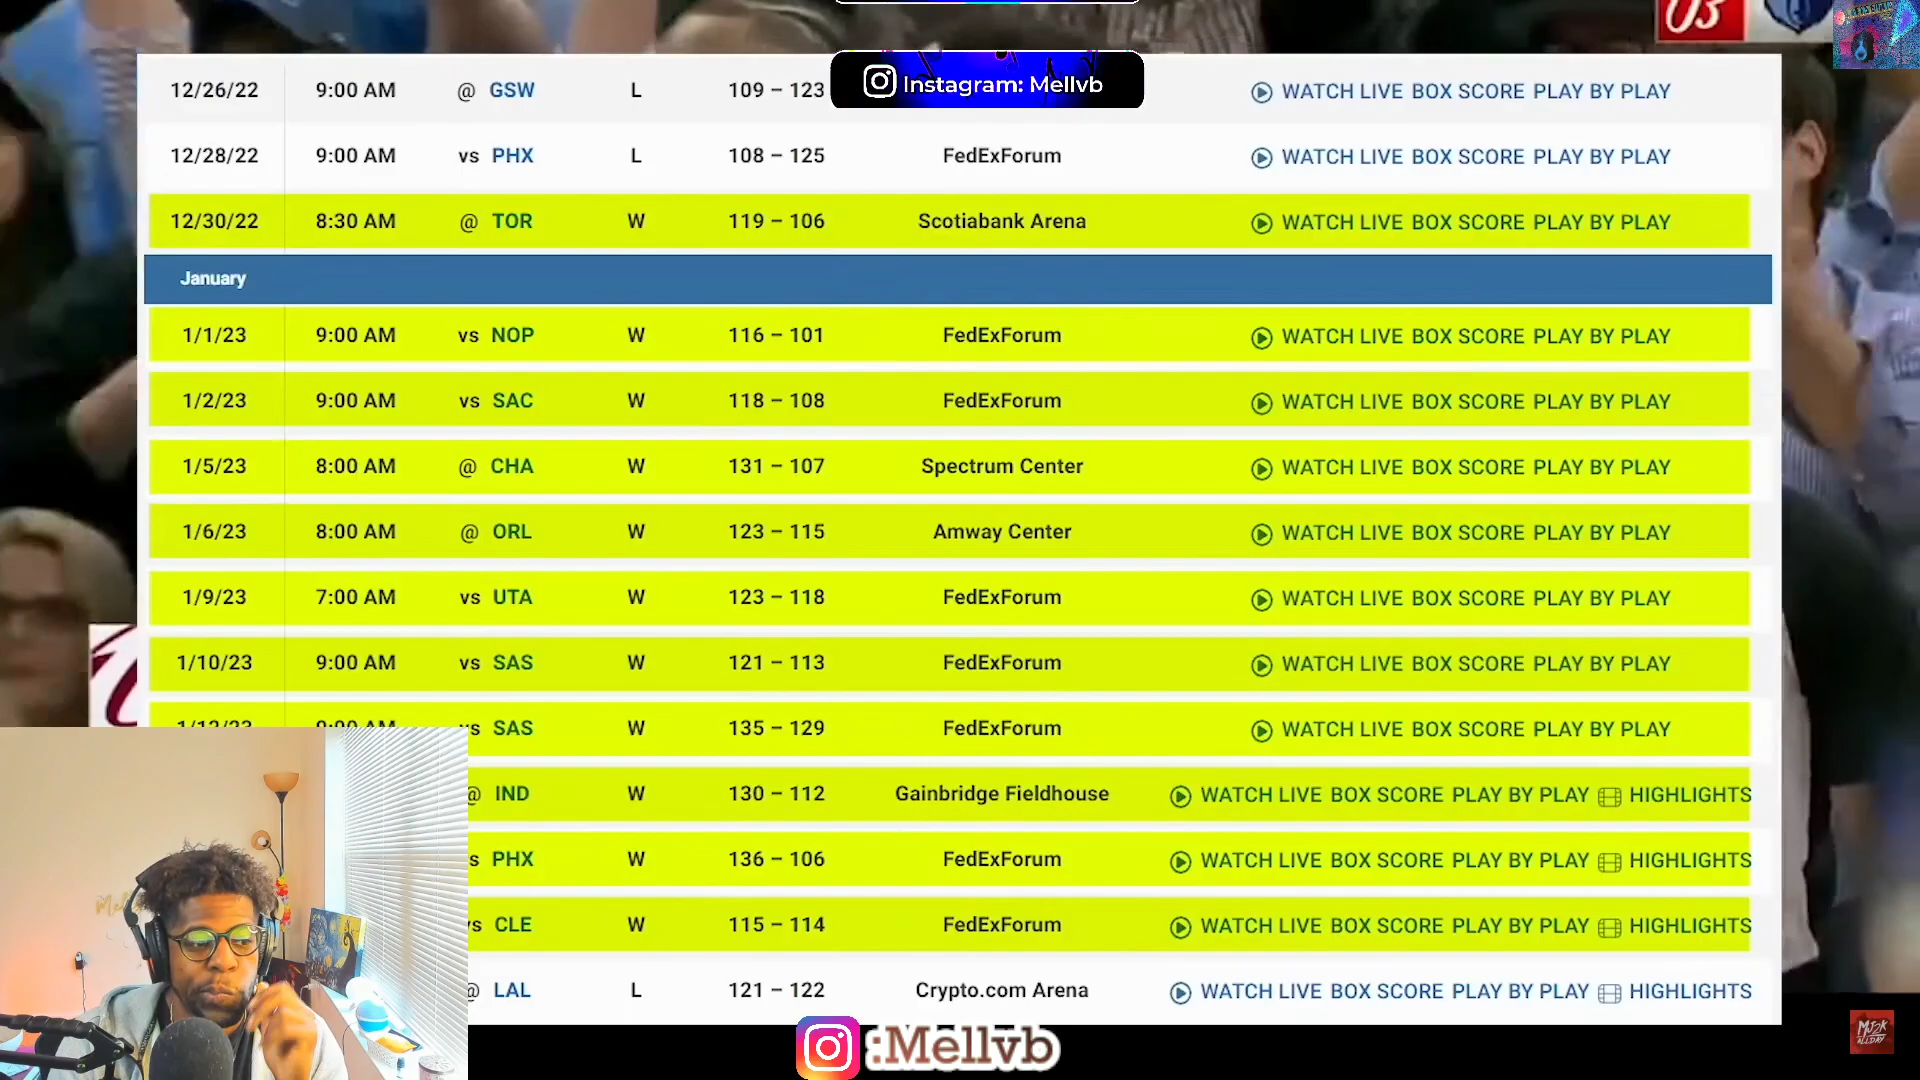 03
Instagram: Mellvb
12/26/22 9:00 AM @ GSW L 109 – 123 WATCH LIVE BOX SCORE PLAY BY PLAY
12/28/22 9:00 AM vs PHX L 108 – 125 FedExForum WATCH LIVE BOX SCORE PLAY BY PLAY
12/30/22 8:30 AM @ TOR W 119 – 106 Scotiabank Arena WATCH LIVE BOX SCORE PLAY BY PLAY
January
1/1/23 9:00 AM vs NOP W 116 – 101 FedExForum WATCH LIVE BOX SCORE PLAY BY PLAY
1/2/23 9:00 AM vs SAC W 118 – 108 FedExForum WATCH LIVE BOX SCORE PLAY BY PLAY
1/5/23 8:00 AM @ CHA W 131 – 107 Spectrum Center WATCH LIVE BOX SCORE PLAY BY PLAY
1/6/23 8:00 AM @ ORL W 123 – 115 Amway Center WATCH LIVE BOX SCORE PLAY BY PLAY
1/9/23 7:00 AM vs UTA W 123 – 118 FedExForum WATCH LIVE BOX SCORE PLAY BY PLAY
1/10/23 9:00 AM vs SAS W 121 – 113 FedExForum WATCH LIVE BOX SCORE PLAY BY PLAY
SAS W 135 – 129 FedExForum WATCH LIVE BOX SCORE PLAY BY PLAY
@ IND W 130 – 112 Gainbridge Fieldhouse WATCH LIVE BOX SCORE PLAY BY PLAY HIGHLIGHTS
s PHX W 136 – 106 FedExForum WATCH LIVE BOX SCORE PLAY BY PLAY HIGHLIGHTS
vs CLE W 115 – 114 FedExForum WATCH LIVE BOX SCORE PLAY BY PLAY HIGHLIGHTS
@ LAL L 121 – 122 Crypto.com Arena WATCH LIVE BOX SCORE PLAY BY PLAY HIGHLIGHTS
:Mellvb
MJ2K
ALLDAY